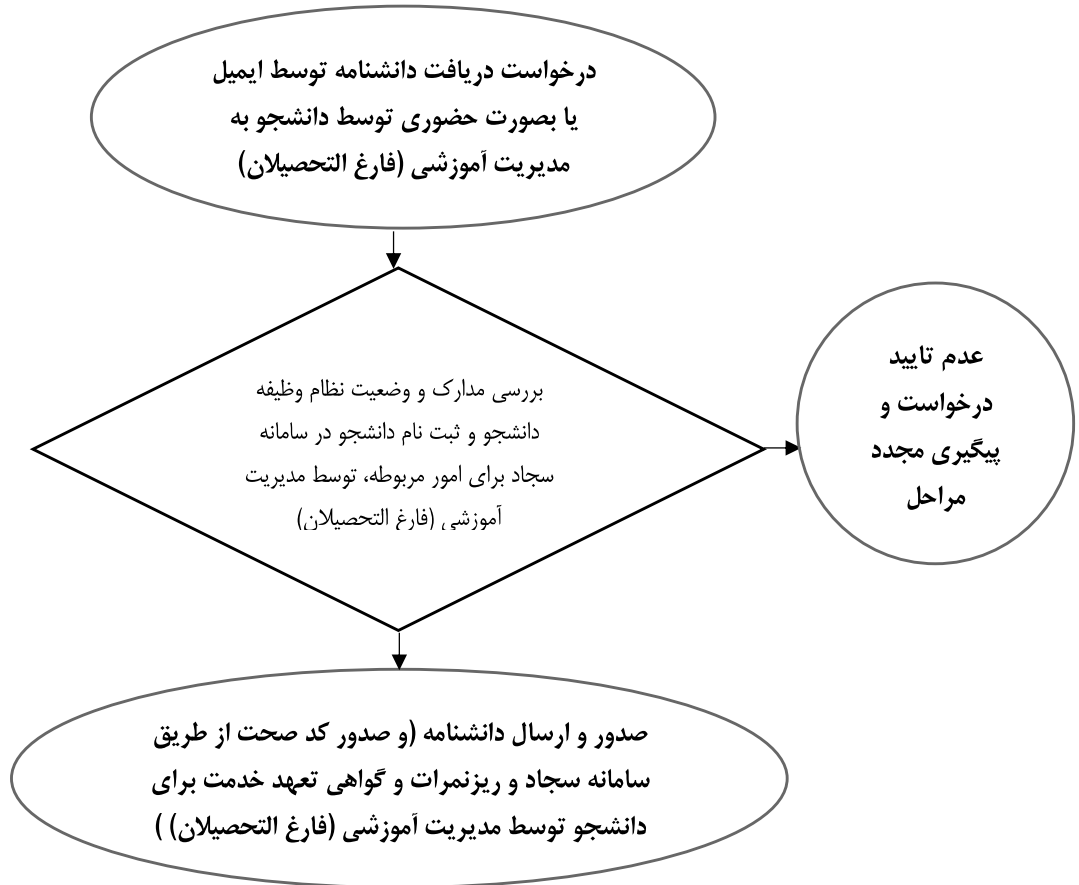 درخواست دریافت دانشنامه توسط ایمیل
یا بصورت حضوری توسط دانشجو به
مدیریت آموزشی (فارغ التحصیلان)
بررسی مدارک و وضعیت نظام وظیفه
دانشجو و ثبت نام دانشجو در سامانه
سجاد برای امور مربوطه، توسط مدیریت
آموزشی (فارغ التحصیلان)
عدم تایید
درخواست و
پیگیری مجدد
مراحل
صدور و ارسال دانشنامه (و صدور کد صحت از طریق
سامانه سجاد و ریزنمرات و گواهی تعهد خدمت برای
دانشجو توسط مدیریت آموزشی (فارغ التحصیلان) )